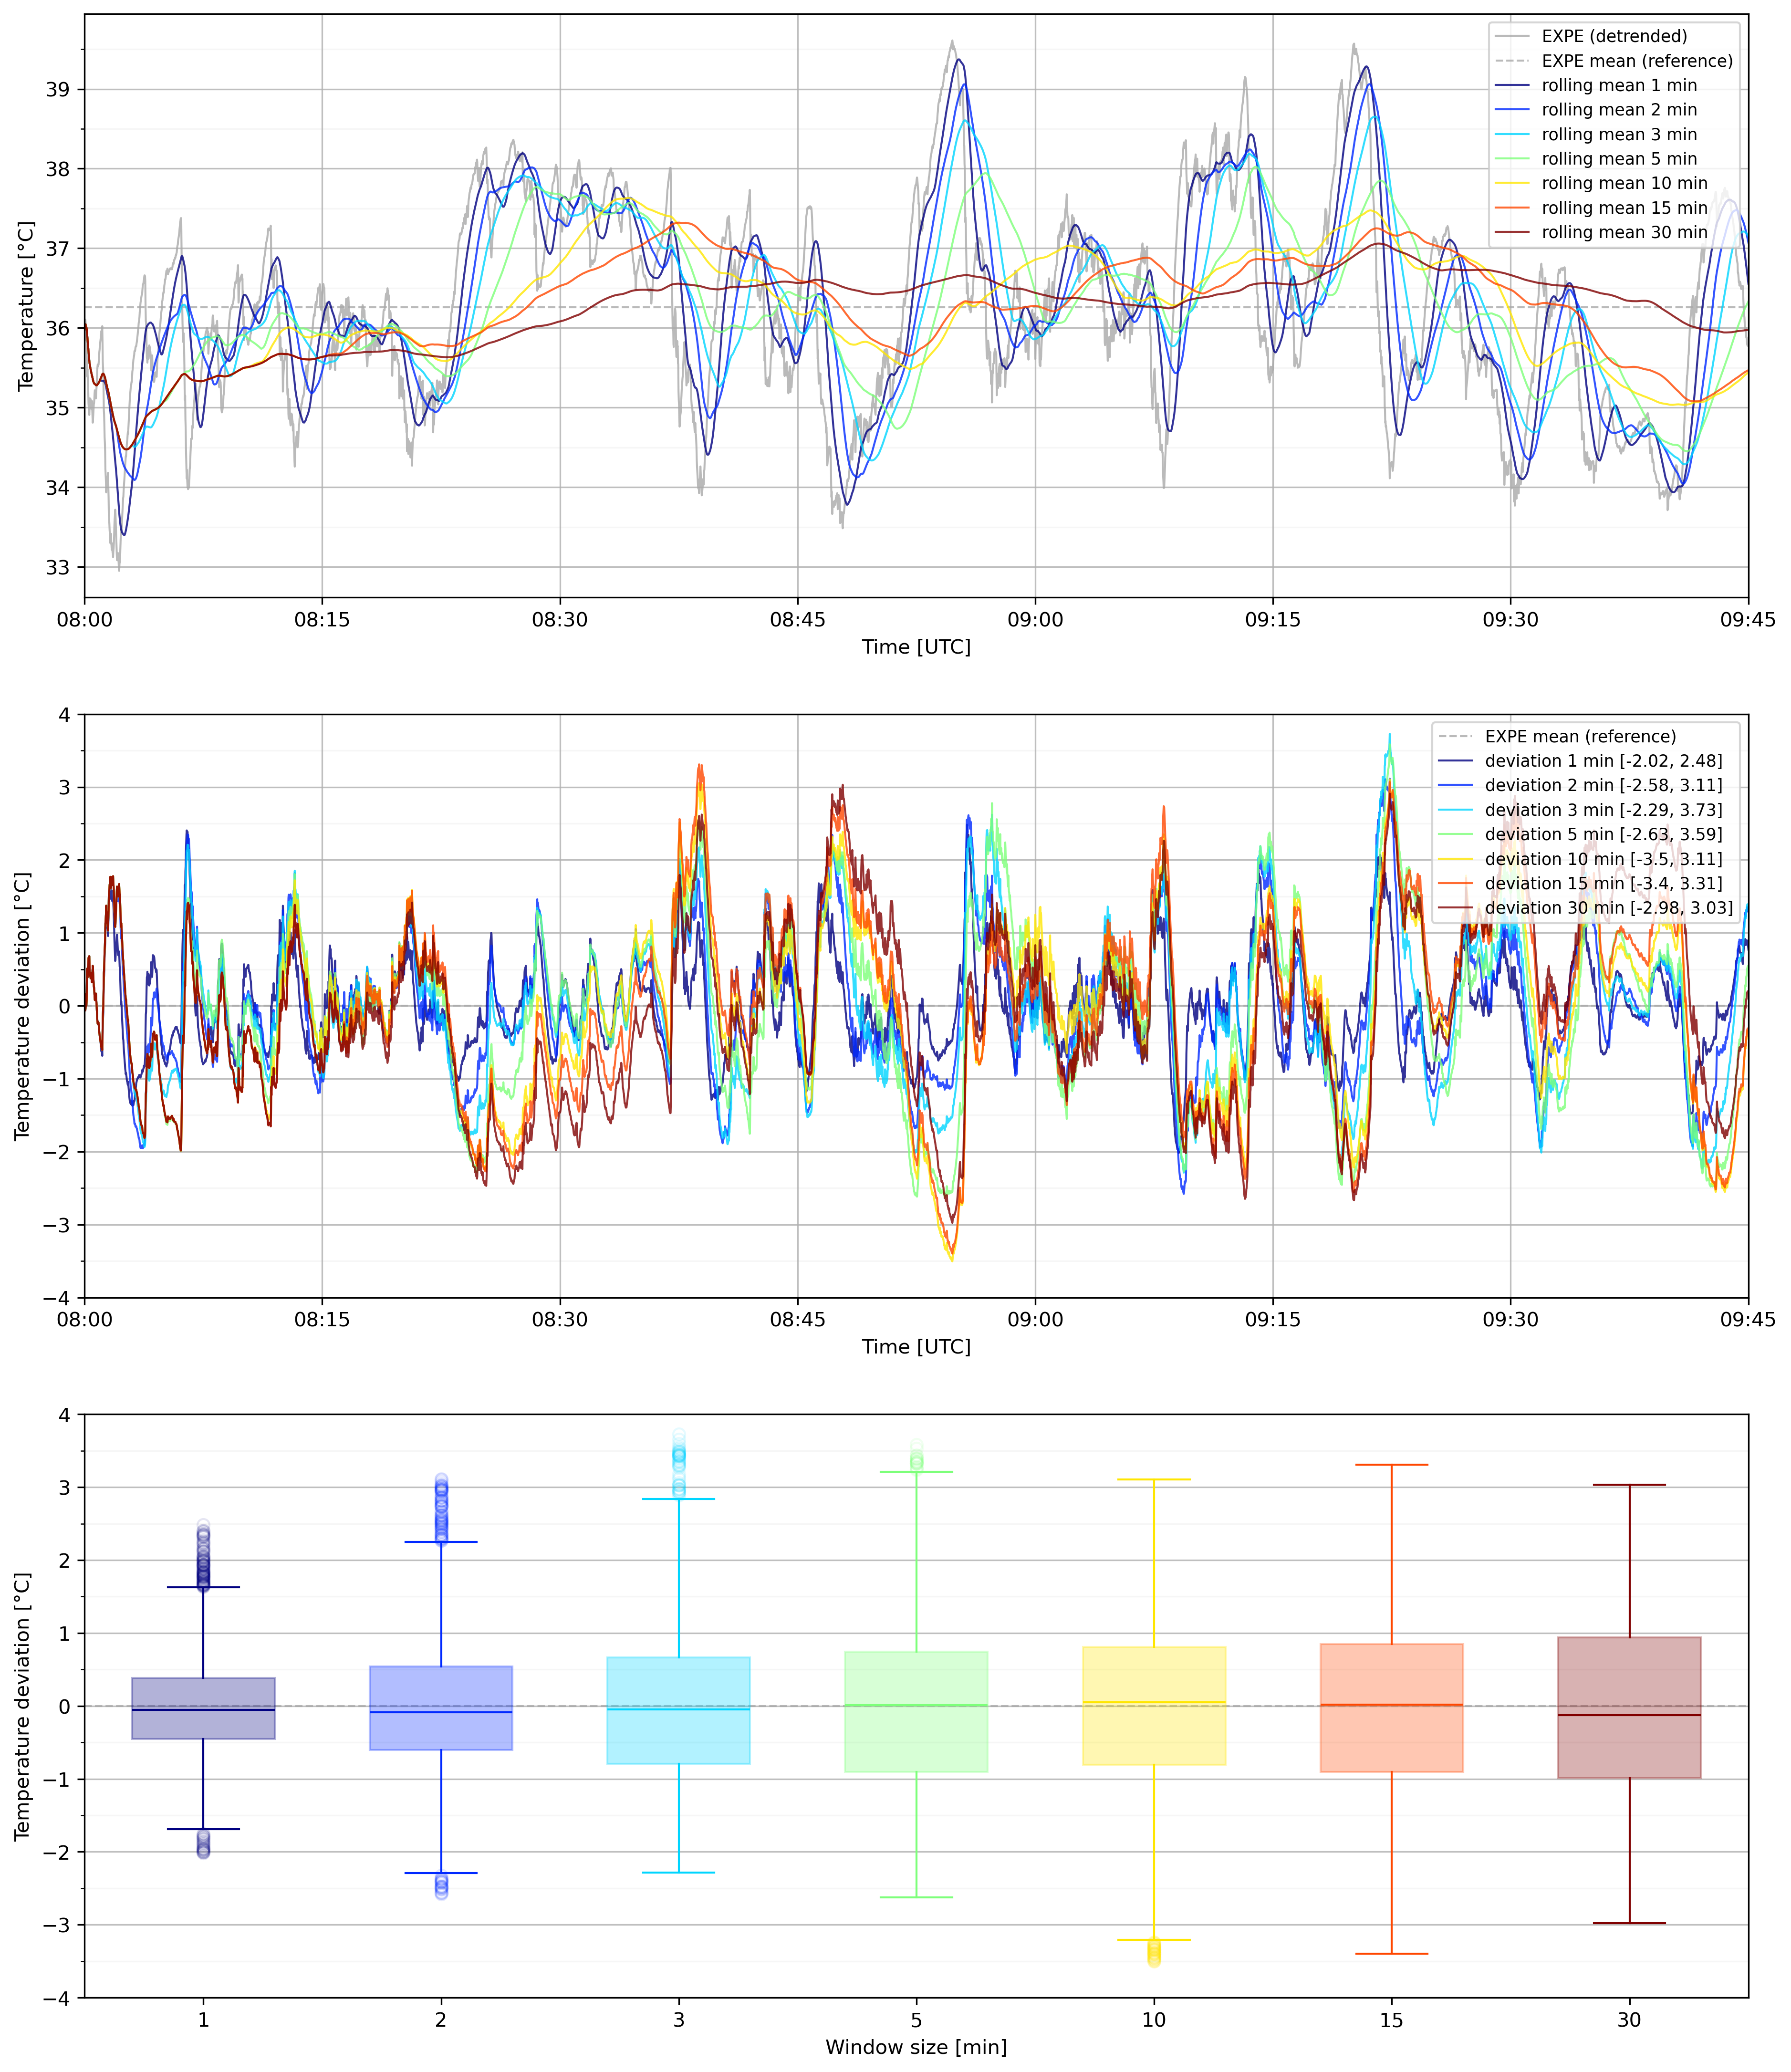 39
38
37
36
35
34
33
Temperature [°C]
EXPE (detrended)
EXPE mean (reference)
rolling mean 1 min
rolling mean 2 min
rolling mean 3 min
rolling mean 5 min
rolling mean 10 min
rolling mean 15 min
rolling mean 30 min
08:00 08:15 08:30 08:45 09:00 09:15 09:30 09:45
Time [UTC]
4
3
2
1
0
−1
−2
−3
−4
Temperature deviation [°C]
EXPE mean (reference)
deviation 1 min [-2.02, 2.48]
deviation 2 min [-2.58, 3.11]
deviation 3 min [-2.29, 3.73]
deviation 5 min [-2.63, 3.59]
deviation 10 min [-3.5, 3.11]
deviation 15 min [-3.4, 3.31]
deviation 30 min [-2.98, 3.03]
08:00 08:15 08:30 08:45 09:00 09:15 09:30 09:45
Time [UTC]
4
3
2
1
0
−1
−2
−3
−4
Temperature deviation [°C]
1 2 3 5 10 15 30
Window size [min]